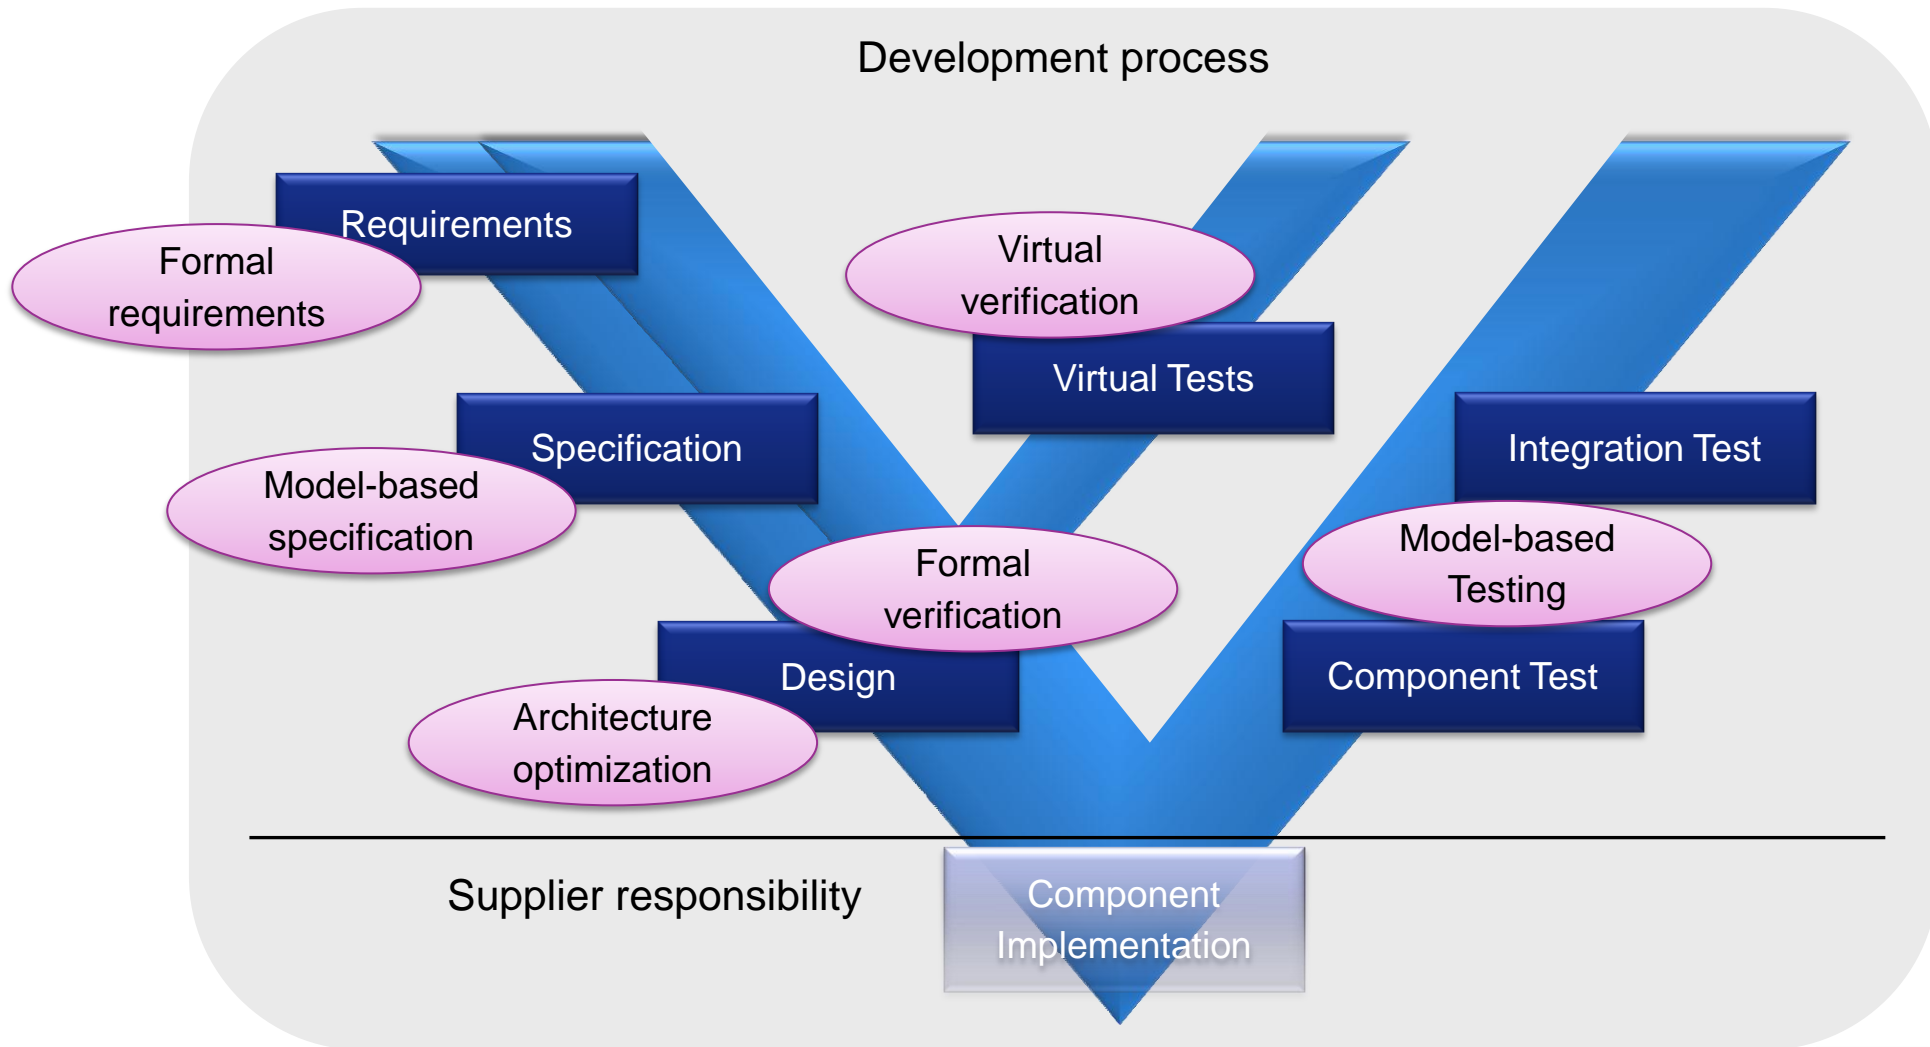 Development process
Requirements
Formal
requirements
Virtual
verification
Virtual Tests
Specification
Integration Test
Model-based
specification
Formal
verification
Model-based
Testing
Design
Component Test
Architecture
optimization
Supplier responsibility
Component
Implementation